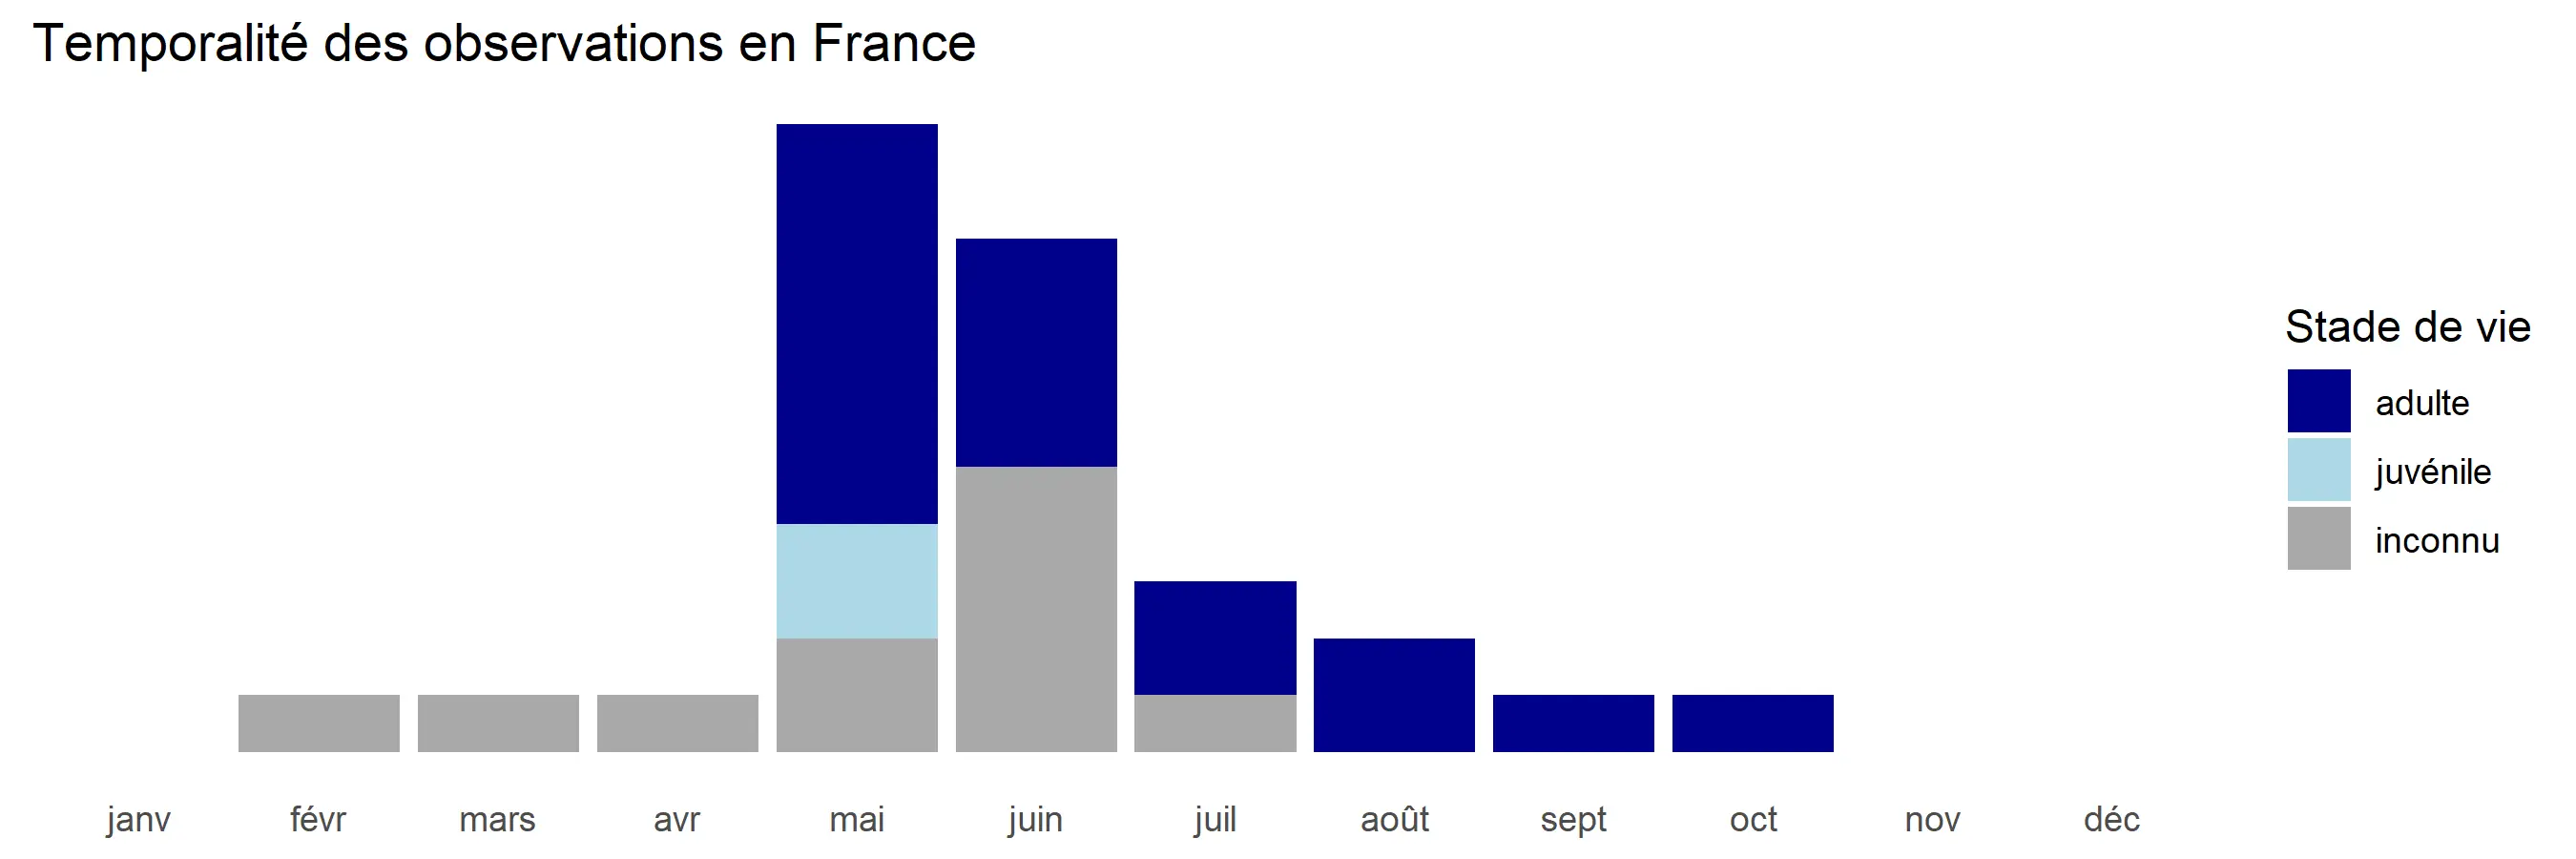 Temporalité des observations en France
Stade de vie
adulte
juvénile
inconnu
janv févr mars avr mai juin juil août sept oct nov déc